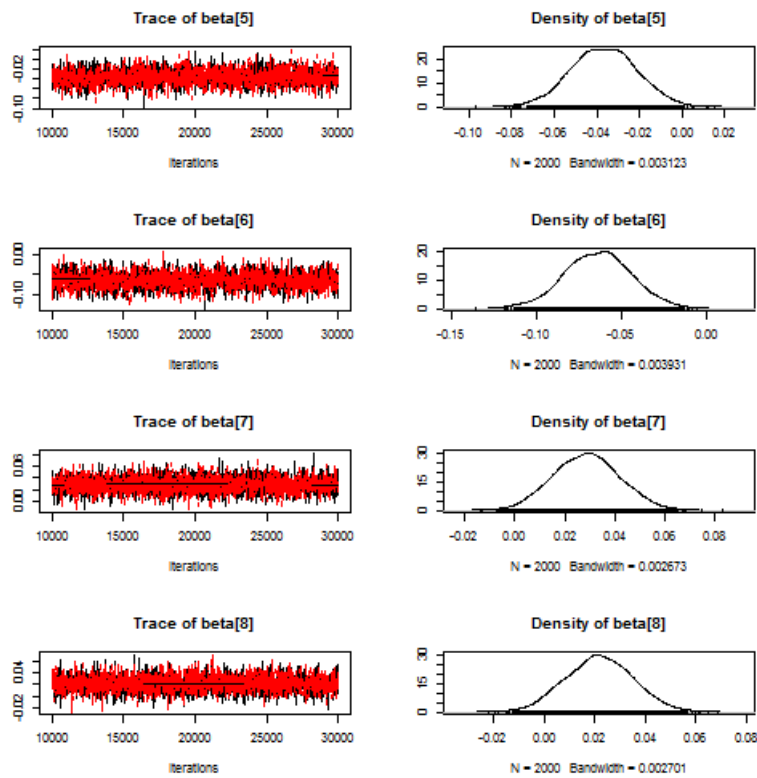 Trace of beta[5]
-0.02
-0.10
10000 15000 20000 25000 30000
Iterations
Density of beta[5]
20
10
0
-0.10 -0.08 -0.06 -0.04 -0.02 0.00 0.02
N = 2000 Bandwidth = 0.003123
Trace of beta[6]
0.00
-0.10
10000 15000 20000 25000 30000
Iterations
Density of beta[6]
20
10
0
-0.15 -0.10 -0.05 0.00
N = 2000 Bandwidth = 0.003931
Trace of beta[7]
0.06
0.00
10000 15000 20000 25000 30000
Iterations
Density of beta[7]
30
15
0
-0.02 0.00 0.02 0.04 0.06 0.08
N = 2000 Bandwidth = 0.002673
Trace of beta[8]
0.04
-0.02
10000 15000 20000 25000 30000
Iterations
Density of beta[8]
30
15
0
-0.02 0.00 0.02 0.04 0.06 0.08
N = 2000 Bandwidth = 0.002701